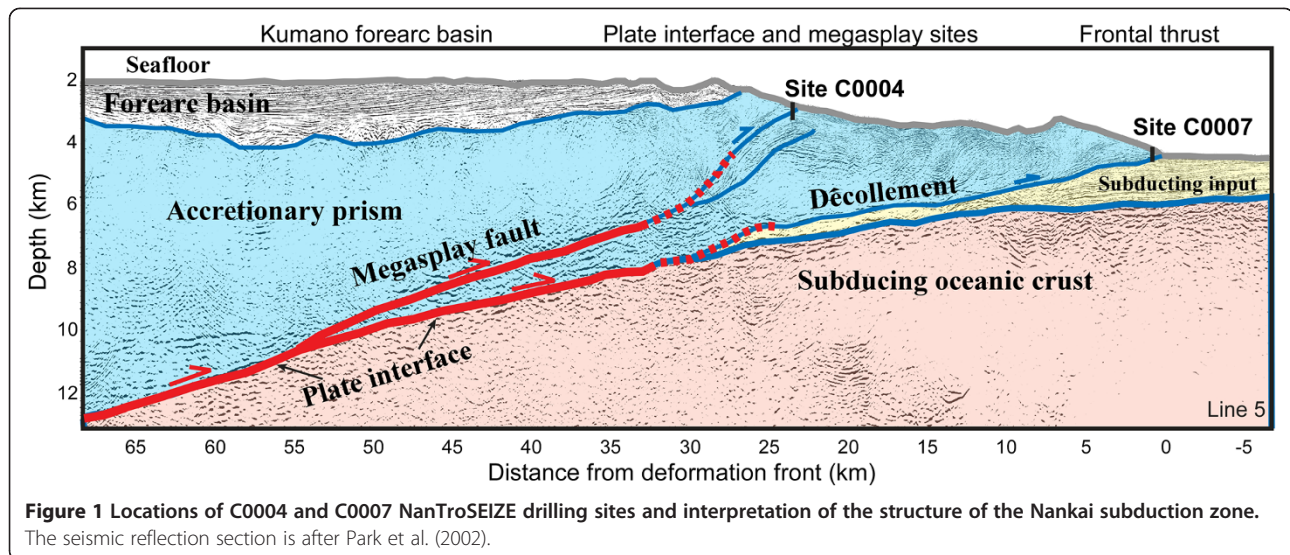 Kumano forearc basin Plate interface and megasplay sites Frontal thrust
Seafloor
Forearc basin
Site C0004
Site C0007
Accretionary prism
Décollement
Subducting input
Megasplay fault
Subducing oceanic crust
Plate interface
Line 5
Depth (km)
2
4
6
8
10
12
65 60 55 50 45 40 35 30 25 20 15 10 5 0 -5
Distance from deformation front (km)
Figure 1 Locations of C0004 and C0007 NanTroSEIZE drilling sites and interpretation of the structure of the Nankai subduction zone.
The seismic reflection section is after Park et al. (2002).